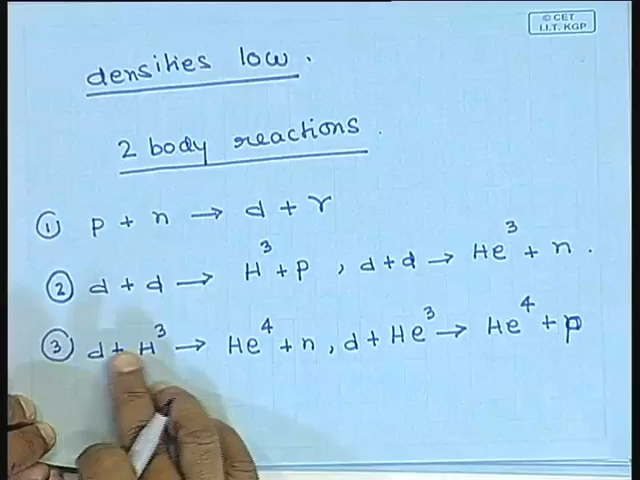 © CET
I.I.T. KGP
densities low.
2 body reactions.
① p + n → d + γ
② d + d → H³ + p , d + d → He³ + n .
③ d + H³ → He⁴ + n , d + He³ → He⁴ + p